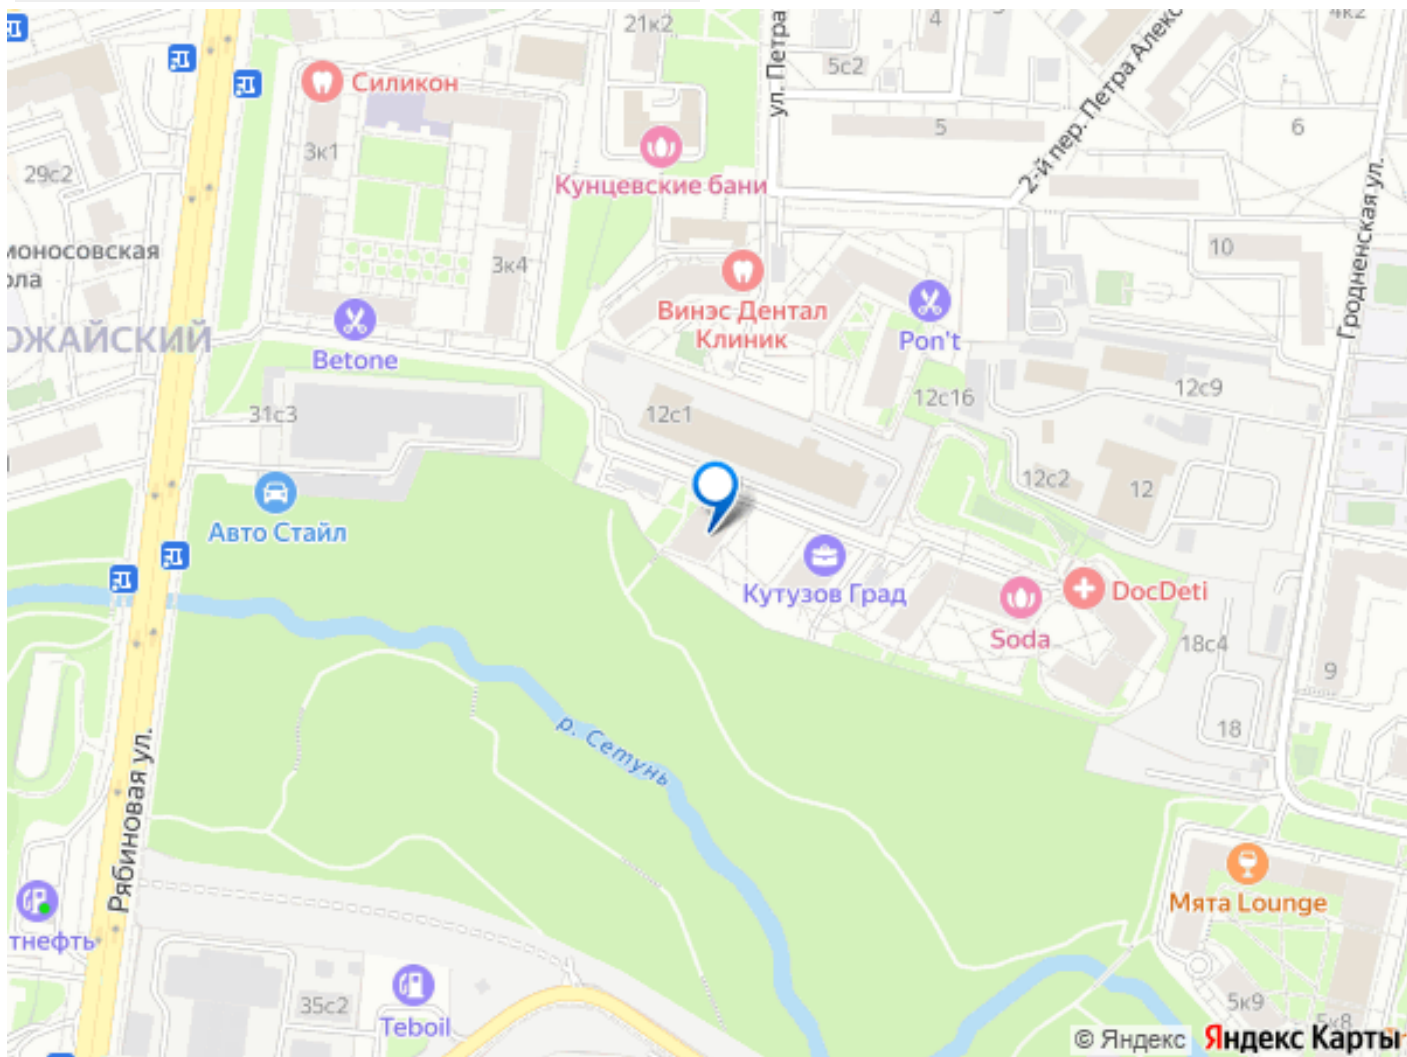 21к2
4
4к2
5с2
ул. Петра
2-й пер. Петра Алекс
Силикон
3к1
5
6
29с2
Кунцевские бани
Гродненская ул.
моносовская
ола
3к4
10
Винэс Дентал
Клиник
Pon't
ОЖАЙСКИЙ
Betone
12с9
12с16
31с3
12с1
12с2
12
Авто Стайл
Кутузов Град
DocDeti
Soda
18с4
9
18
р. Сетунь
Рябиновая ул.
Мята Lounge
тнефть
35с2
Teboil
5к9
5к8
© Яндекс Яндекс Карты